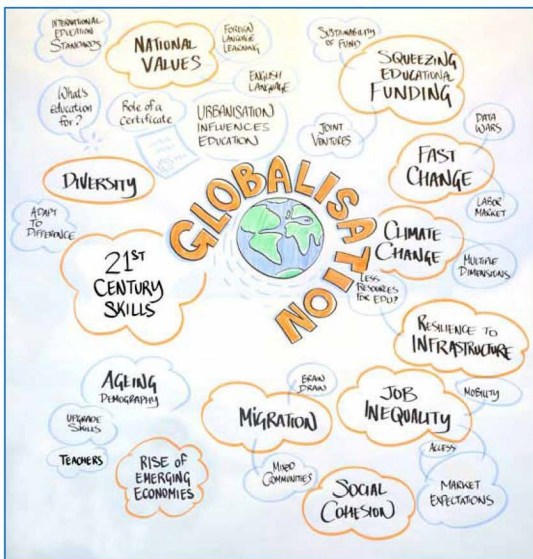 INTERNATIONAL
EDUCATION
STANDARDS
NATIONAL
VALUES
FOREIGN
LANGUAGE
LEARNING
ENGLISH
LANGUAGE
What's
education
for?
Role of a
certificate
URBANISATION
INFLUENCES
EDUCATION
SUSTAINABILITY
OF FUND
SQUEEZING
EDUCATIONAL
FUNDING
JOINT
VENTURES
DATA
WARS
FAST
CHANGE
LABOR
MARKET
DIVERSITY
ADAPT
TO
DIFFERENCE
21ST
CENTURY
SKILLS
GLOBALISATION
CLIMATE
CHANGE
MULTIPLE
DIMENSIONS
LESS
RESOURCES
FOR EDU?
RESILIENCE TO
INFRASTRUCTURE
AGEING
DEMOGRAPHY
UPGRADE
SKILLS
TEACHERS
RISE OF
EMERGING
ECONOMIES
BRAIN
DRAIN
MIGRATION
MIXED
COMMUNITIES
JOB
INEQUALITY
MOBILITY
ACCESS
MARKET
EXPECTATIONS
SOCIAL
COHESION